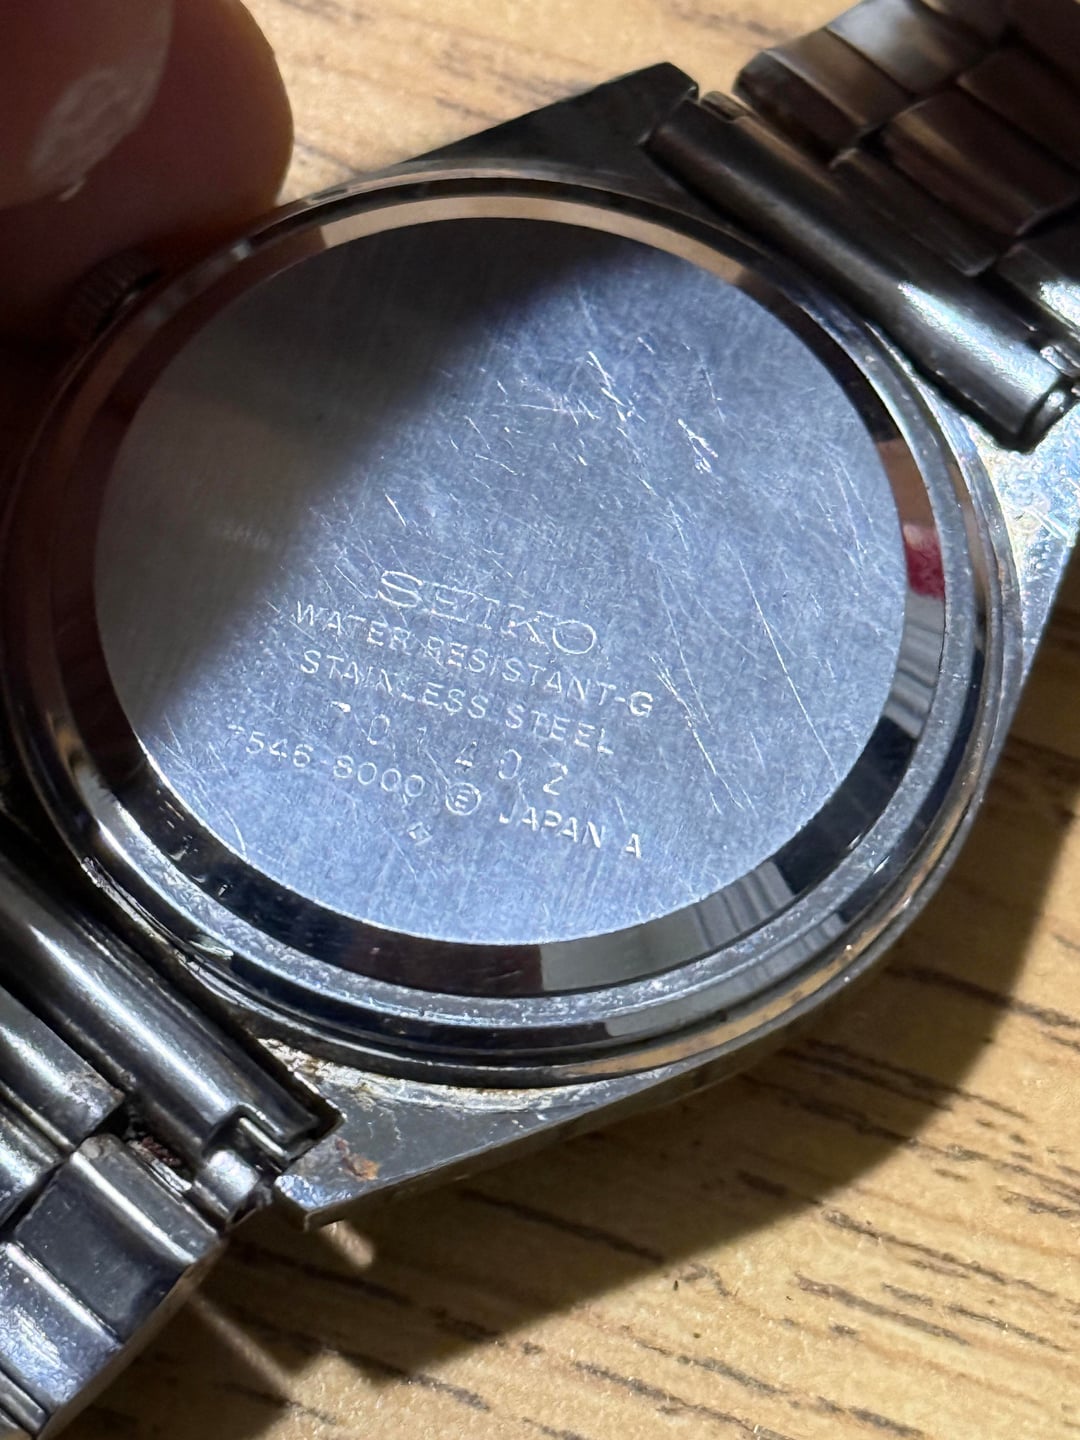 SEIKO
WATER RESISTANT-G
STAINLESS STEEL
701402
7546-8000 Ⓔ JAPAN A